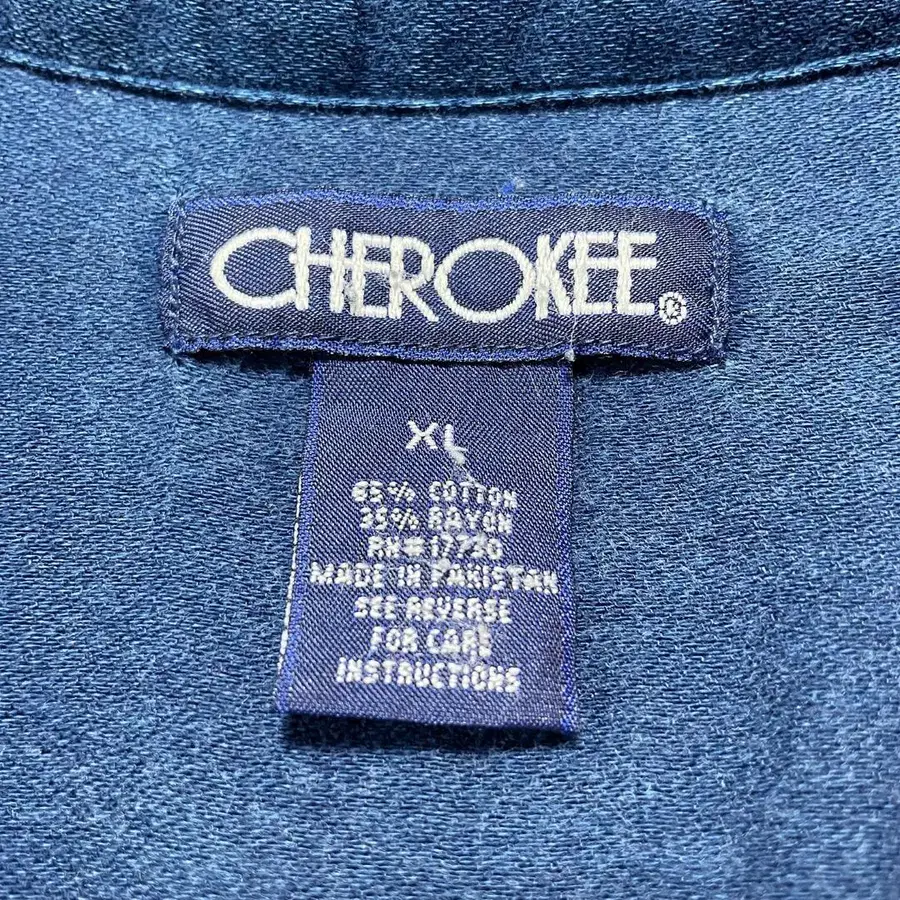 CHEROKEE®
XL
65% COTTON
35% RAYON
RN#17730
MADE IN PAKISTAN
SEE REVERSE
FOR CARE
INSTRUCTIONS